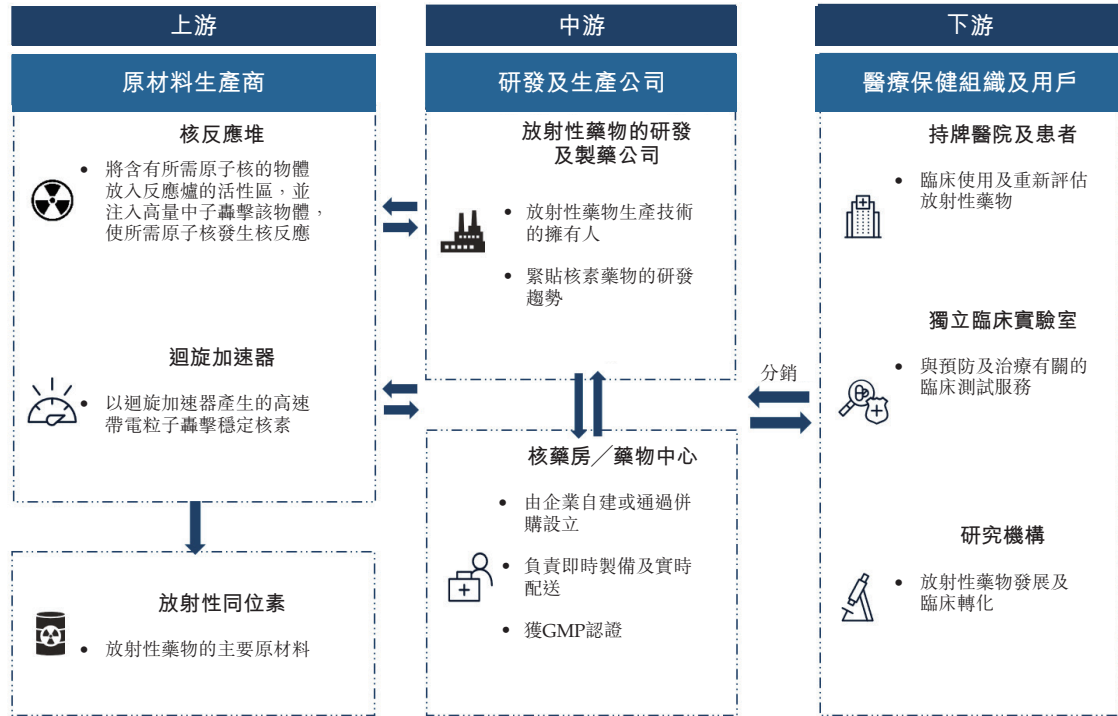 上游
原材料生產商
核反應堆
• 將含有所需原子核的物體
放入反應爐的活性區，並
注入高量中子轟擊該物體，
使所需原子核發生核反應
迴旋加速器
• 以迴旋加速器產生的高速
帶電粒子轟擊穩定核素
放射性同位素
• 放射性藥物的主要原材料
中游
研發及生產公司
放射性藥物的研發
及製藥公司
• 放射性藥物生產技術
的擁有人
• 緊貼核素藥物的研發
趨勢
核藥房／藥物中心
• 由企業自建或通過併
購設立
• 負責即時製備及實時
配送
• 獲GMP認證
分銷
下游
醫療保健組織及用戶
持牌醫院及患者
• 臨床使用及重新評估
放射性藥物
獨立臨床實驗室
• 與預防及治療有關的
臨床測試服務
研究機構
• 放射性藥物發展及
臨床轉化